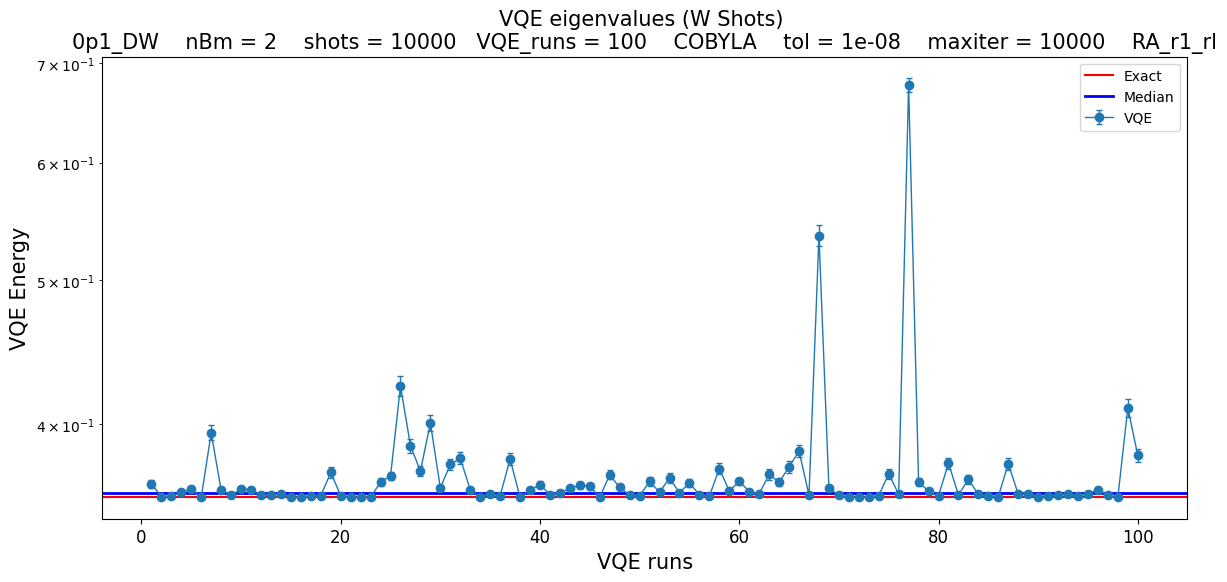 VQE eigenvalues (W Shots)
0p1_DW nBm = 2 shots = 10000 VQE_runs = 100 COBYLA tol = 1e-08 maxiter = 10000 RA_r1_rl
7 × 10⁻¹
6 × 10⁻¹
5 × 10⁻¹
4 × 10⁻¹
VQE Energy
Exact
Median
VQE
0 20 40 60 80 100
VQE runs